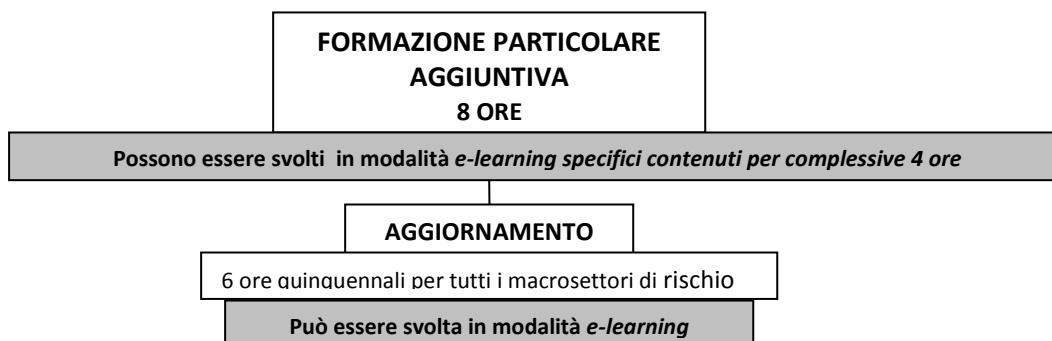 FORMAZIONE PARTICOLARE
AGGIUNTIVA
8 ORE
Possono essere svolti in modalità e-learning specifici contenuti per complessive 4 ore
AGGIORNAMENTO
6 ore quinquennali per tutti i macrosettori di rischio
Può essere svolta in modalità e-learning